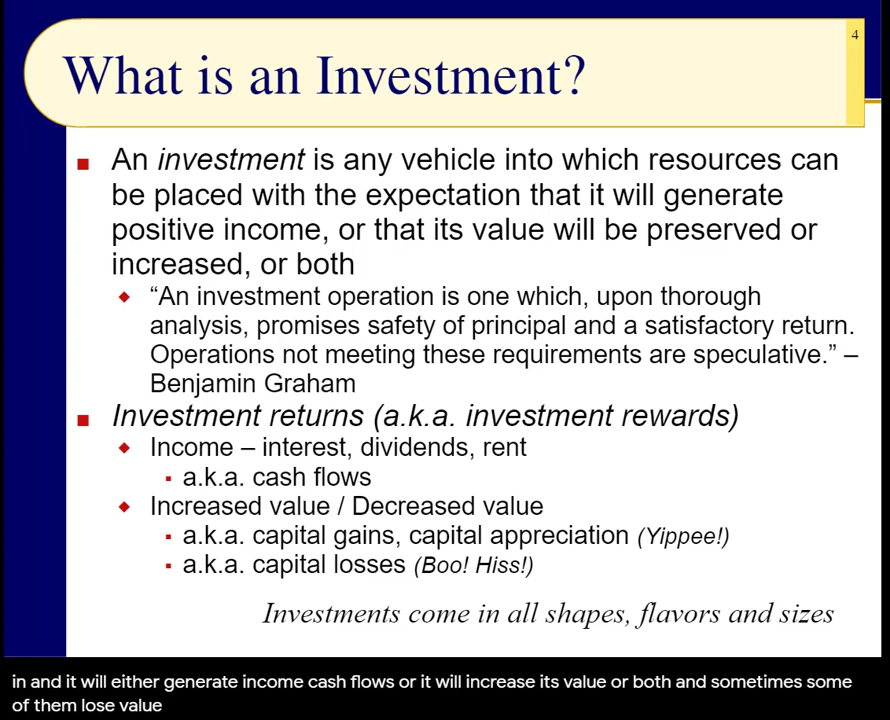 4
What is an Investment?
An investment is any vehicle into which resources can
be placed with the expectation that it will generate
positive income, or that its value will be preserved or
increased, or both
“An investment operation is one which, upon thorough
analysis, promises safety of principal and a satisfactory return.
Operations not meeting these requirements are speculative.” –
Benjamin Graham
Investment returns (a.k.a. investment rewards)
Income – interest, dividends, rent
a.k.a. cash flows
Increased value / Decreased value
a.k.a. capital gains, capital appreciation (Yippee!)
a.k.a. capital losses (Boo! Hiss!)
Investments come in all shapes, flavors and sizes
in and it will either generate income cash flows or it will increase its value or both and sometimes some
of them lose value